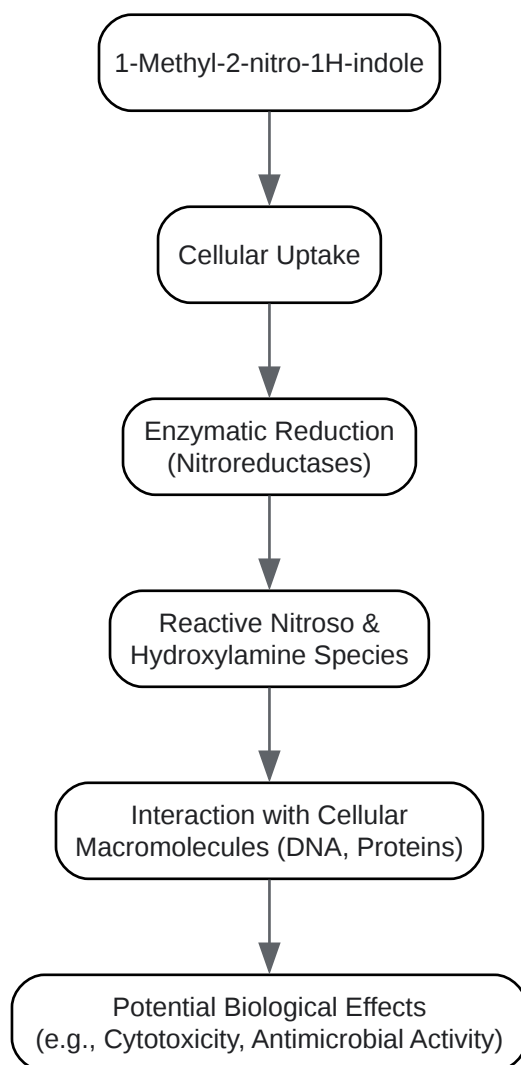 1-Methyl-2-nitro-1H-indole
Cellular Uptake
Enzymatic Reduction
(Nitroreductases)
Reactive Nitroso &
Hydroxylamine Species
Interaction with Cellular
Macromolecules (DNA, Proteins)
Potential Biological Effects
(e.g., Cytotoxicity, Antimicrobial Activity)